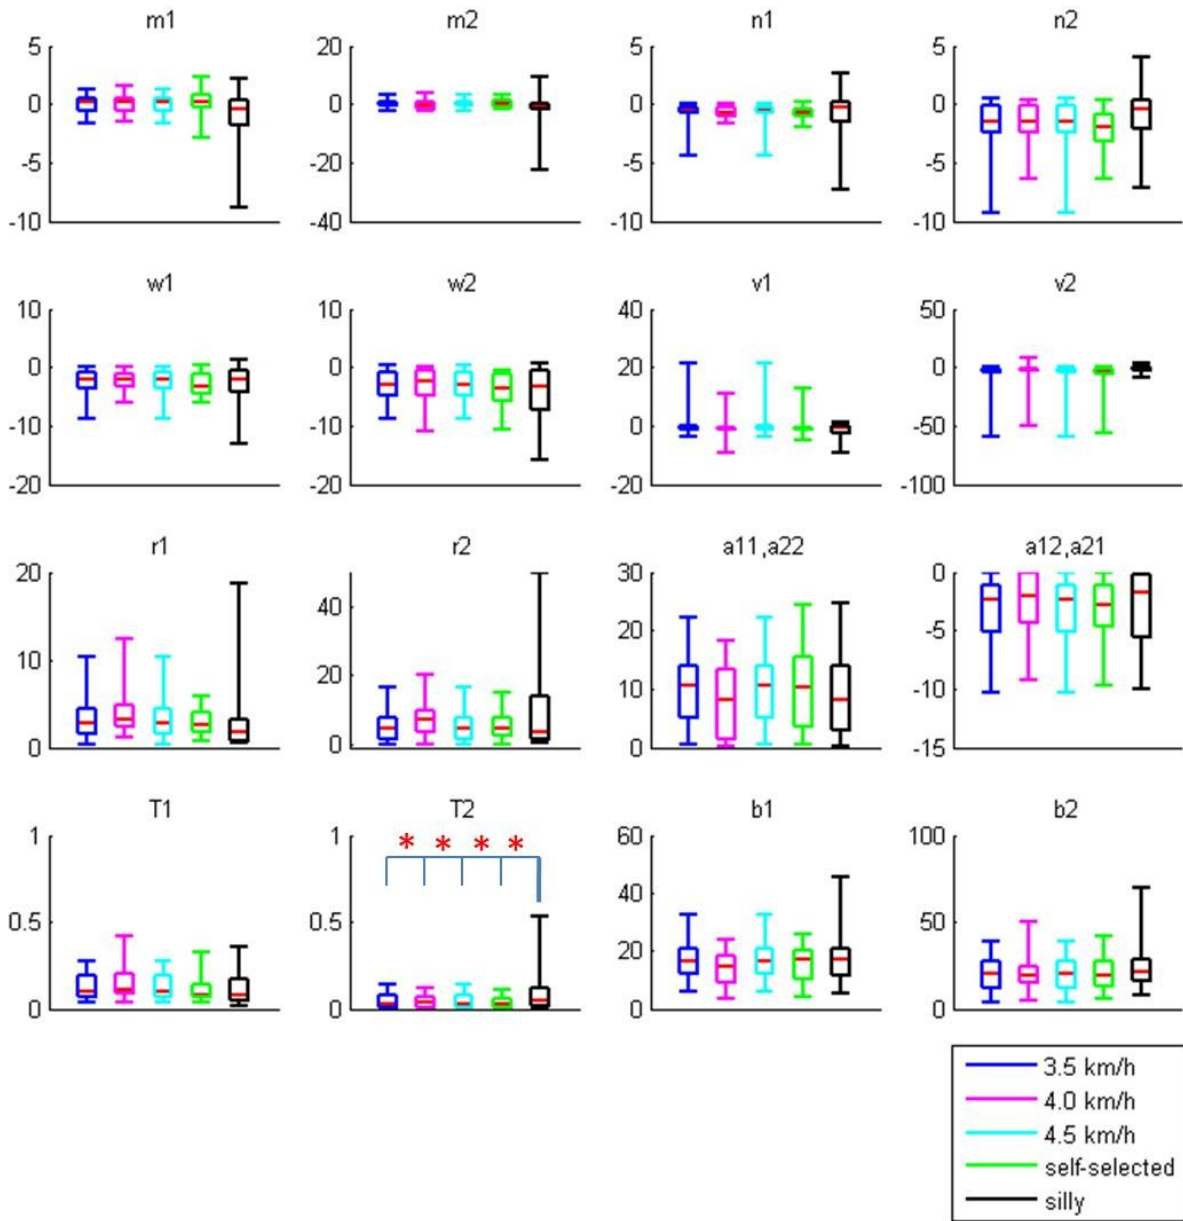 m1 m2 n1 n2
5 20 5 5
0 0 0 0
-5 -20 -5 -5
-10 -40 -10 -10
w1 w2 v1 v2
10 10 40 50
0 0 20 0
-10 -10 0 -50
-20 -20 -20 -100
r1 r2 a11,a22 a12,a21
20 40 30 0
10 20 20 -5
0 0 10 -10
0 -15
T1 T2 b1 b2
1 1 60 100
* * * *
0.5 0.5 40 50
20
0 0 0 0
3.5 km/h
4.0 km/h
4.5 km/h
self-selected
silly